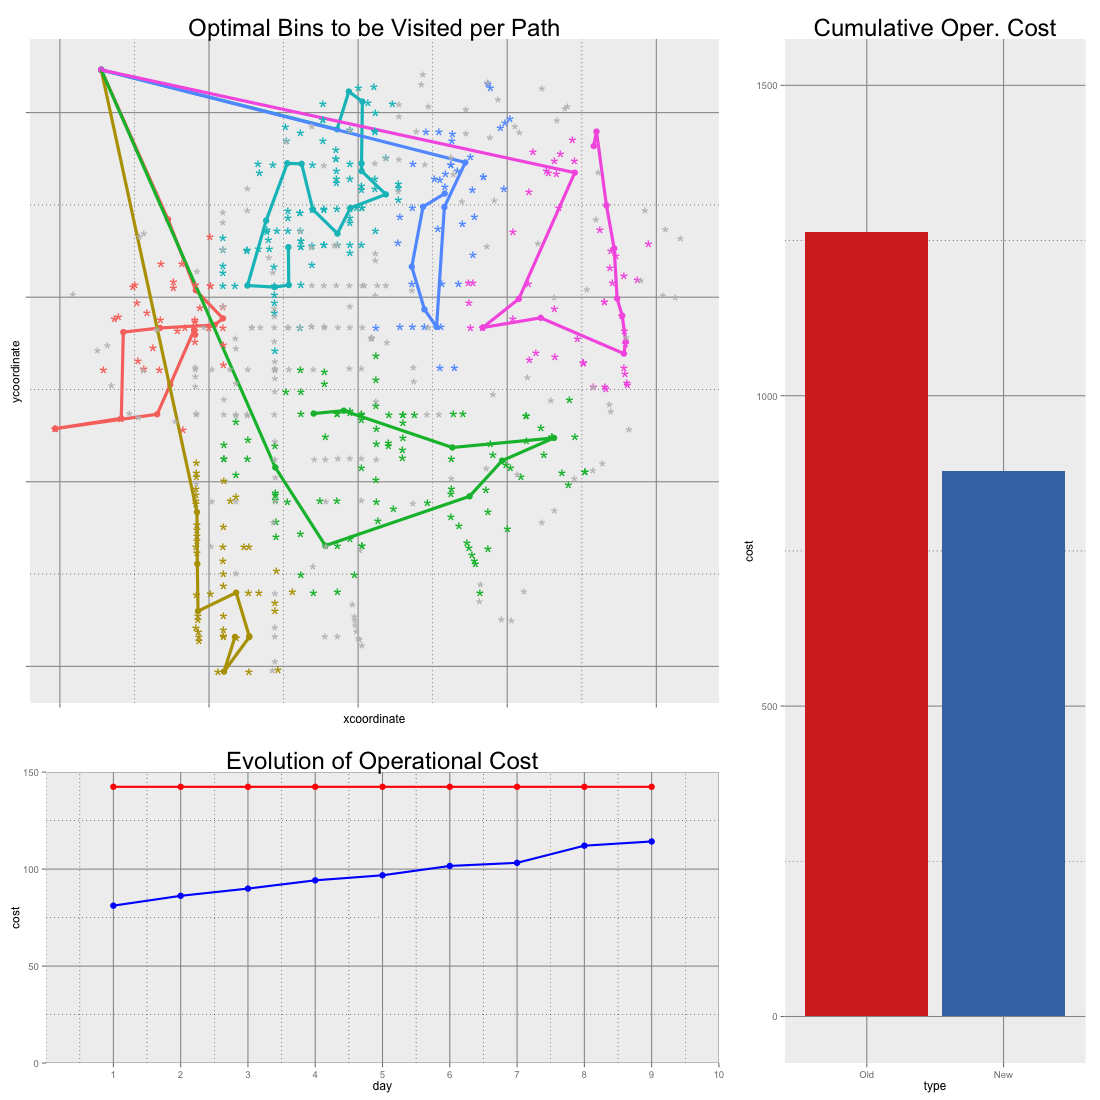 Optimal Bins to be Visited per Path
ycoordinate
xcoordinate
Evolution of Operational Cost
150
100
50
0
cost
1 2 3 4 5 6 7 8 9 10
day
Cumulative Oper. Cost
1500
1000
500
0
cost
Old New
type